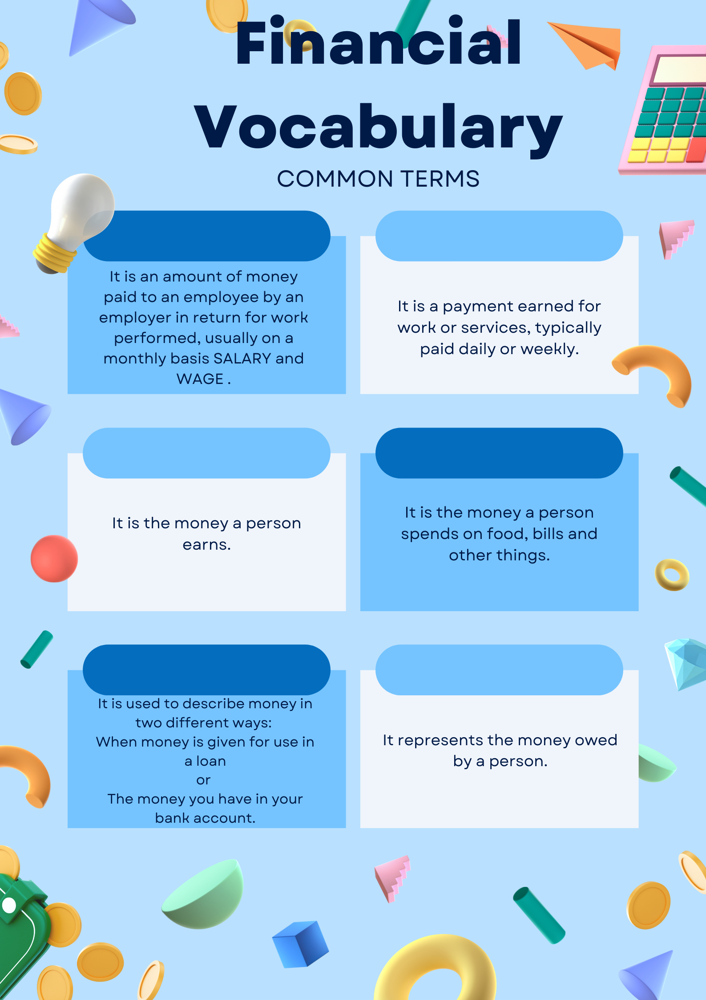 Financial
Vocabulary
COMMON TERMS
It is an amount of money
paid to an employee by an
employer in return for work
performed, usually on a
monthly basis SALARY and
WAGE .
It is a payment earned for
work or services, typically
paid daily or weekly.
It is the money a person
earns.
It is the money a person
spends on food, bills and
other things.
It is used to describe money in
two different ways:
When money is given for use in
a loan
or
The money you have in your
bank account.
It represents the money owed
by a person.